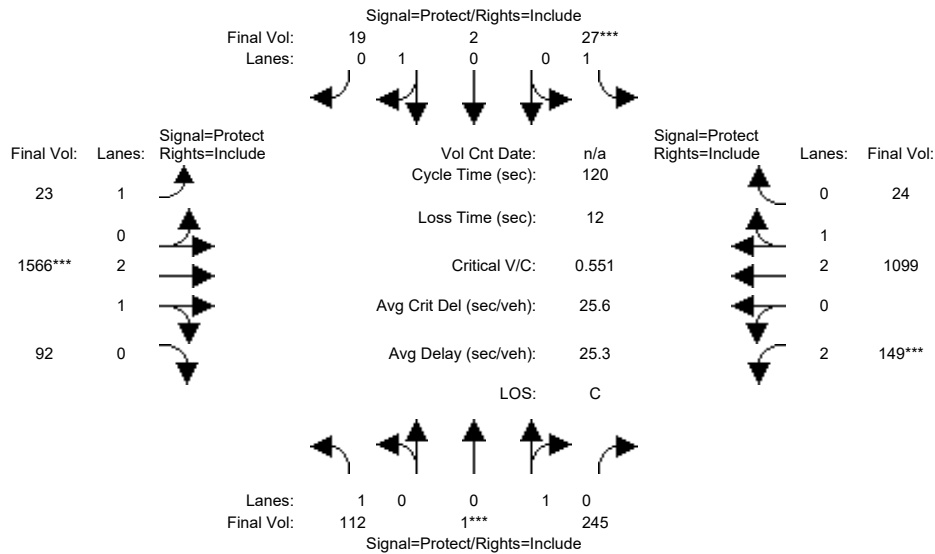 Signal=Protect/Rights=Include
Final Vol: 19 2 27***
Lanes: 0 1 0 0 1
Signal=Protect
Final Vol: Lanes: Rights=Include
Vol Cnt Date: n/a
Signal=Protect
Rights=Include Lanes: Final Vol:
Cycle Time (sec): 120
23 1
0 24
Loss Time (sec): 12
0
1
1566*** 2
Critical V/C: 0.551
2 1099
1
Avg Crit Del (sec/veh): 25.6
0
92 0
Avg Delay (sec/veh): 25.3
2 149***
LOS: C
Lanes: 1 0 0 1 0
Final Vol: 112 1*** 245
Signal=Protect/Rights=Include